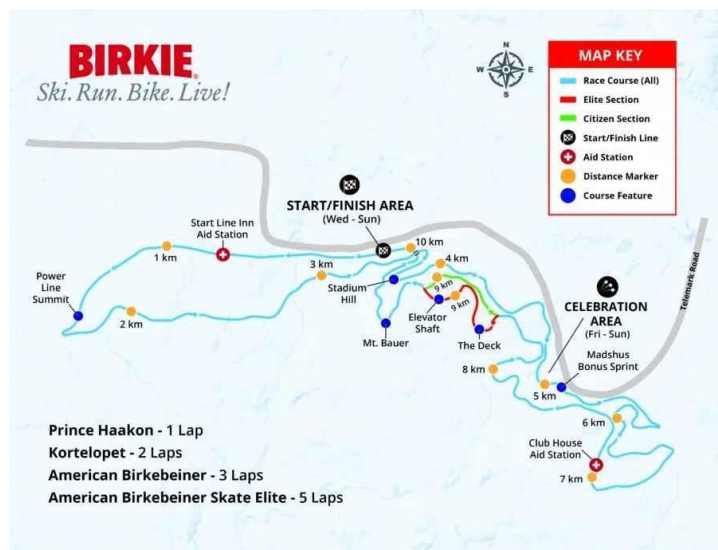 BIRKIE®
Ski. Run. Bike. Live!
N
W E
S
MAP KEY
Race Course (All)
Elite Section
Citizen Section
Start/Finish Line
Aid Station
Distance Marker
Course Feature
START/FINISH AREA
(Wed - Sun)
Start Line Inn
Aid Station
1 km
10 km
3 km
4 km
Power
Line
Summit
2 km
Stadium
Hill
9 km
9 km
Elevator
Shaft
Mt. Bauer
The Deck
Telemark Road
CELEBRATION
AREA
(Fri - Sun)
Madshus
Bonus Sprint
8 km
5 km
6 km
Club House
Aid Station
7 km
Prince Haakon - 1 Lap
Kortelopet - 2 Laps
American Birkebeiner - 3 Laps
American Birkebeiner Skate Elite - 5 Laps